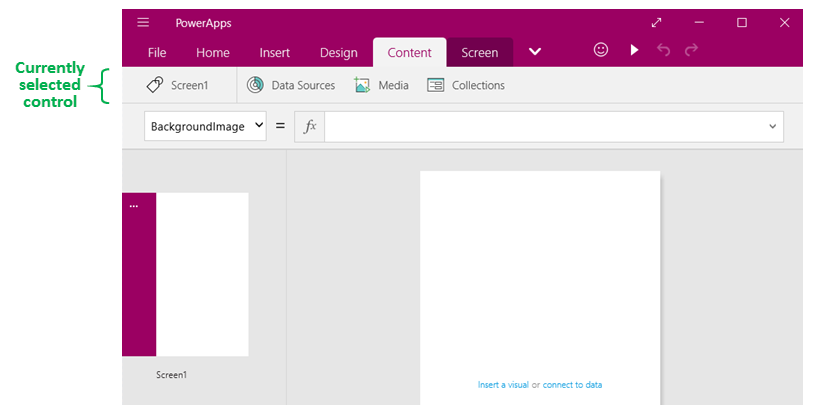 PowerApps
File Home Insert Design Content Screen
Currently
selected
control
Screen1 Data Sources Media Collections
BackgroundImage = fx
...
Screen1
Insert a visual or connect to data